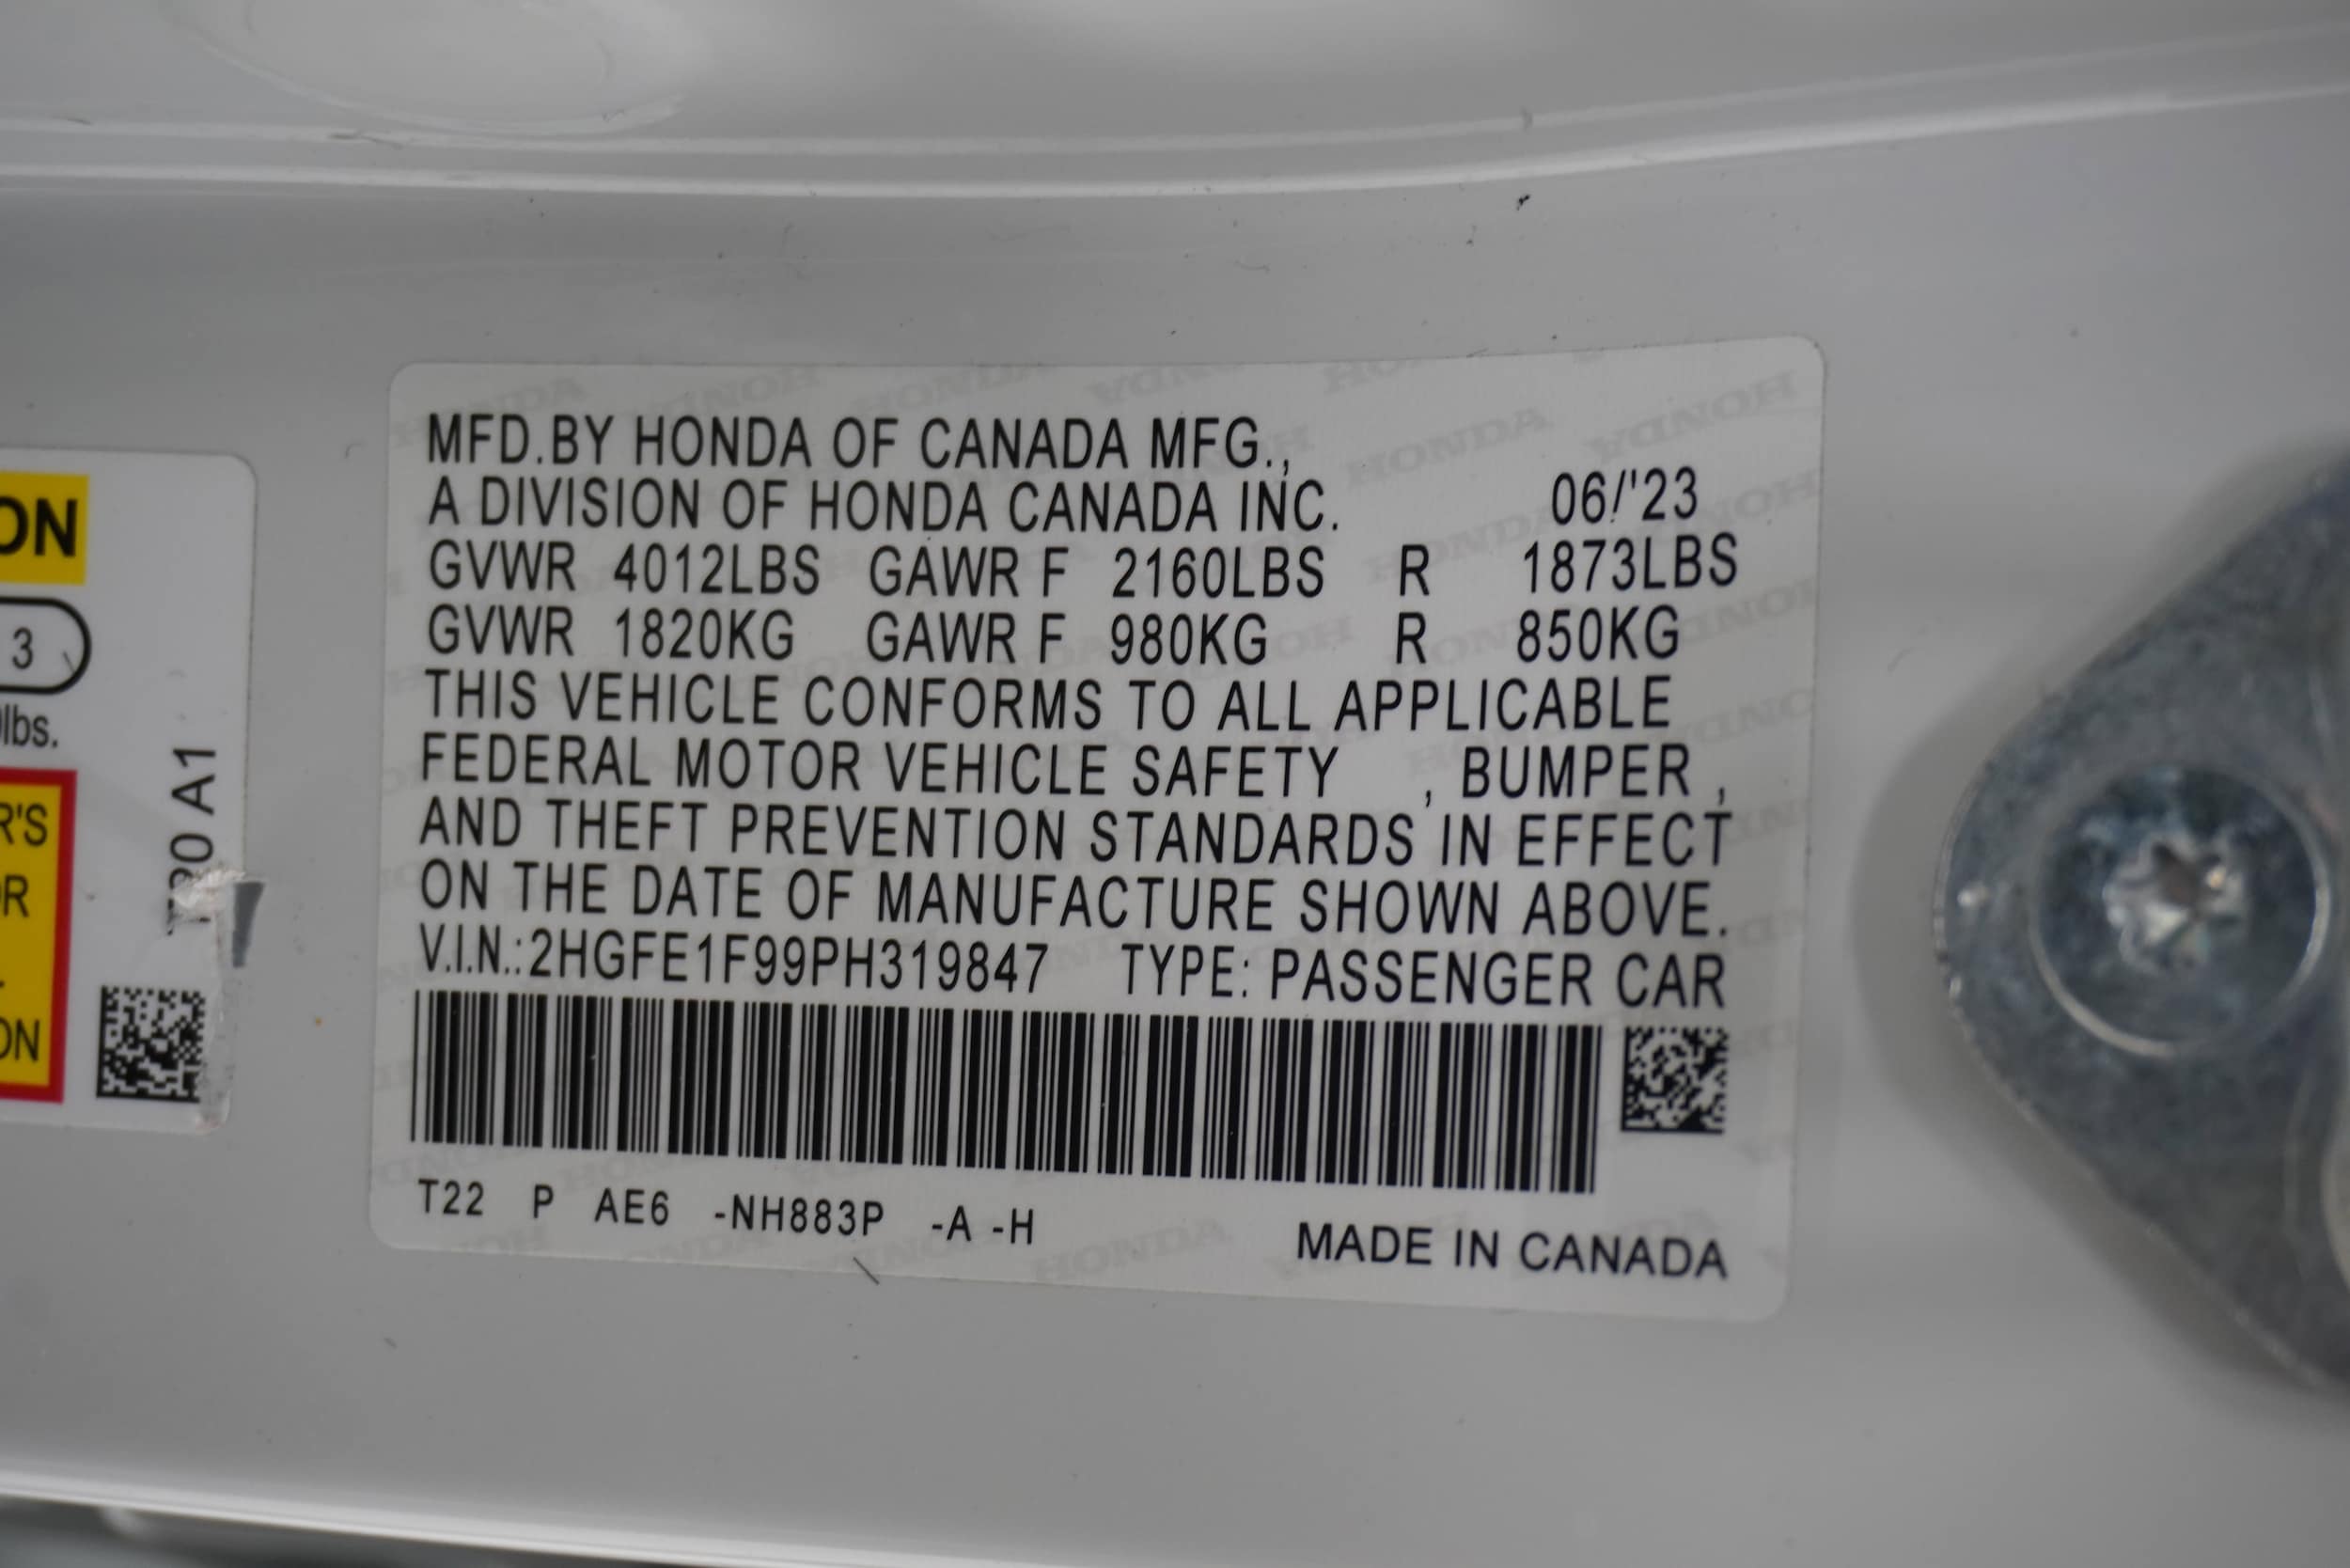 MFD.BY HONDA OF CANADA MFG.,
A DIVISION OF HONDA CANADA INC. 06/'23
GVWR 4012LBS GAWR F 2160LBS R 1873LBS
GVWR 1820KG GAWR F 980KG R 850KG
THIS VEHICLE CONFORMS TO ALL APPLICABLE
FEDERAL MOTOR VEHICLE SAFETY , BUMPER ,
AND THEFT PREVENTION STANDARDS IN EFFECT
ON THE DATE OF MANUFACTURE SHOWN ABOVE.
V.I.N.:2HGFE1F99PH319847 TYPE: PASSENGER CAR
T22 P AE6 -NH883P -A -H
MADE IN CANADA
ON
3
lbs.
R'S
R
ON
A1